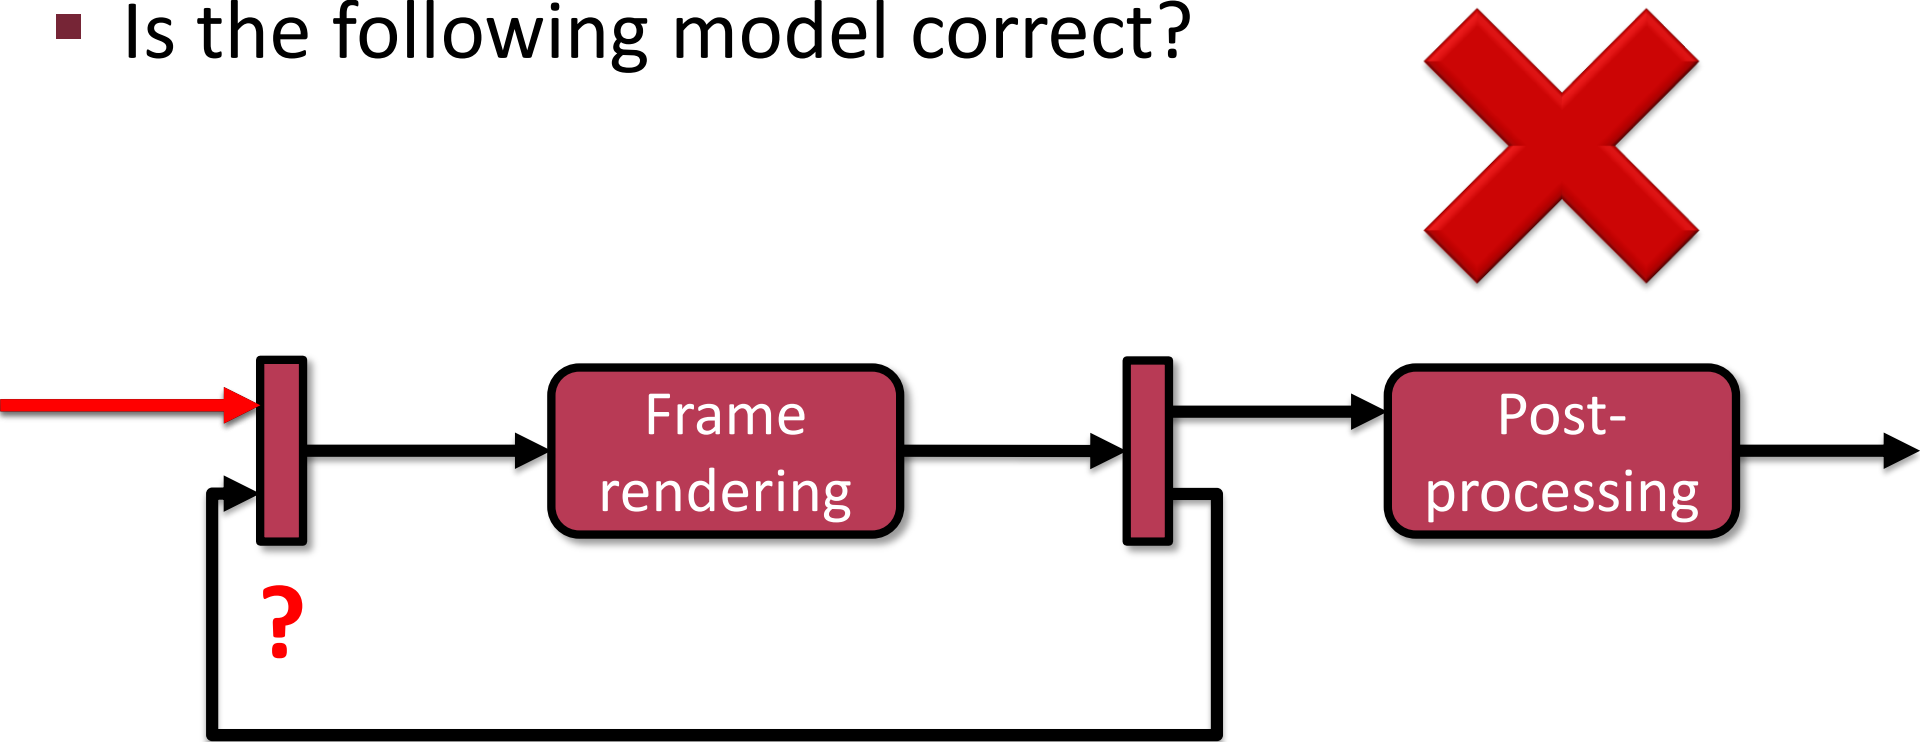 Is the following model correct?
Frame
rendering
Post-
processing
?